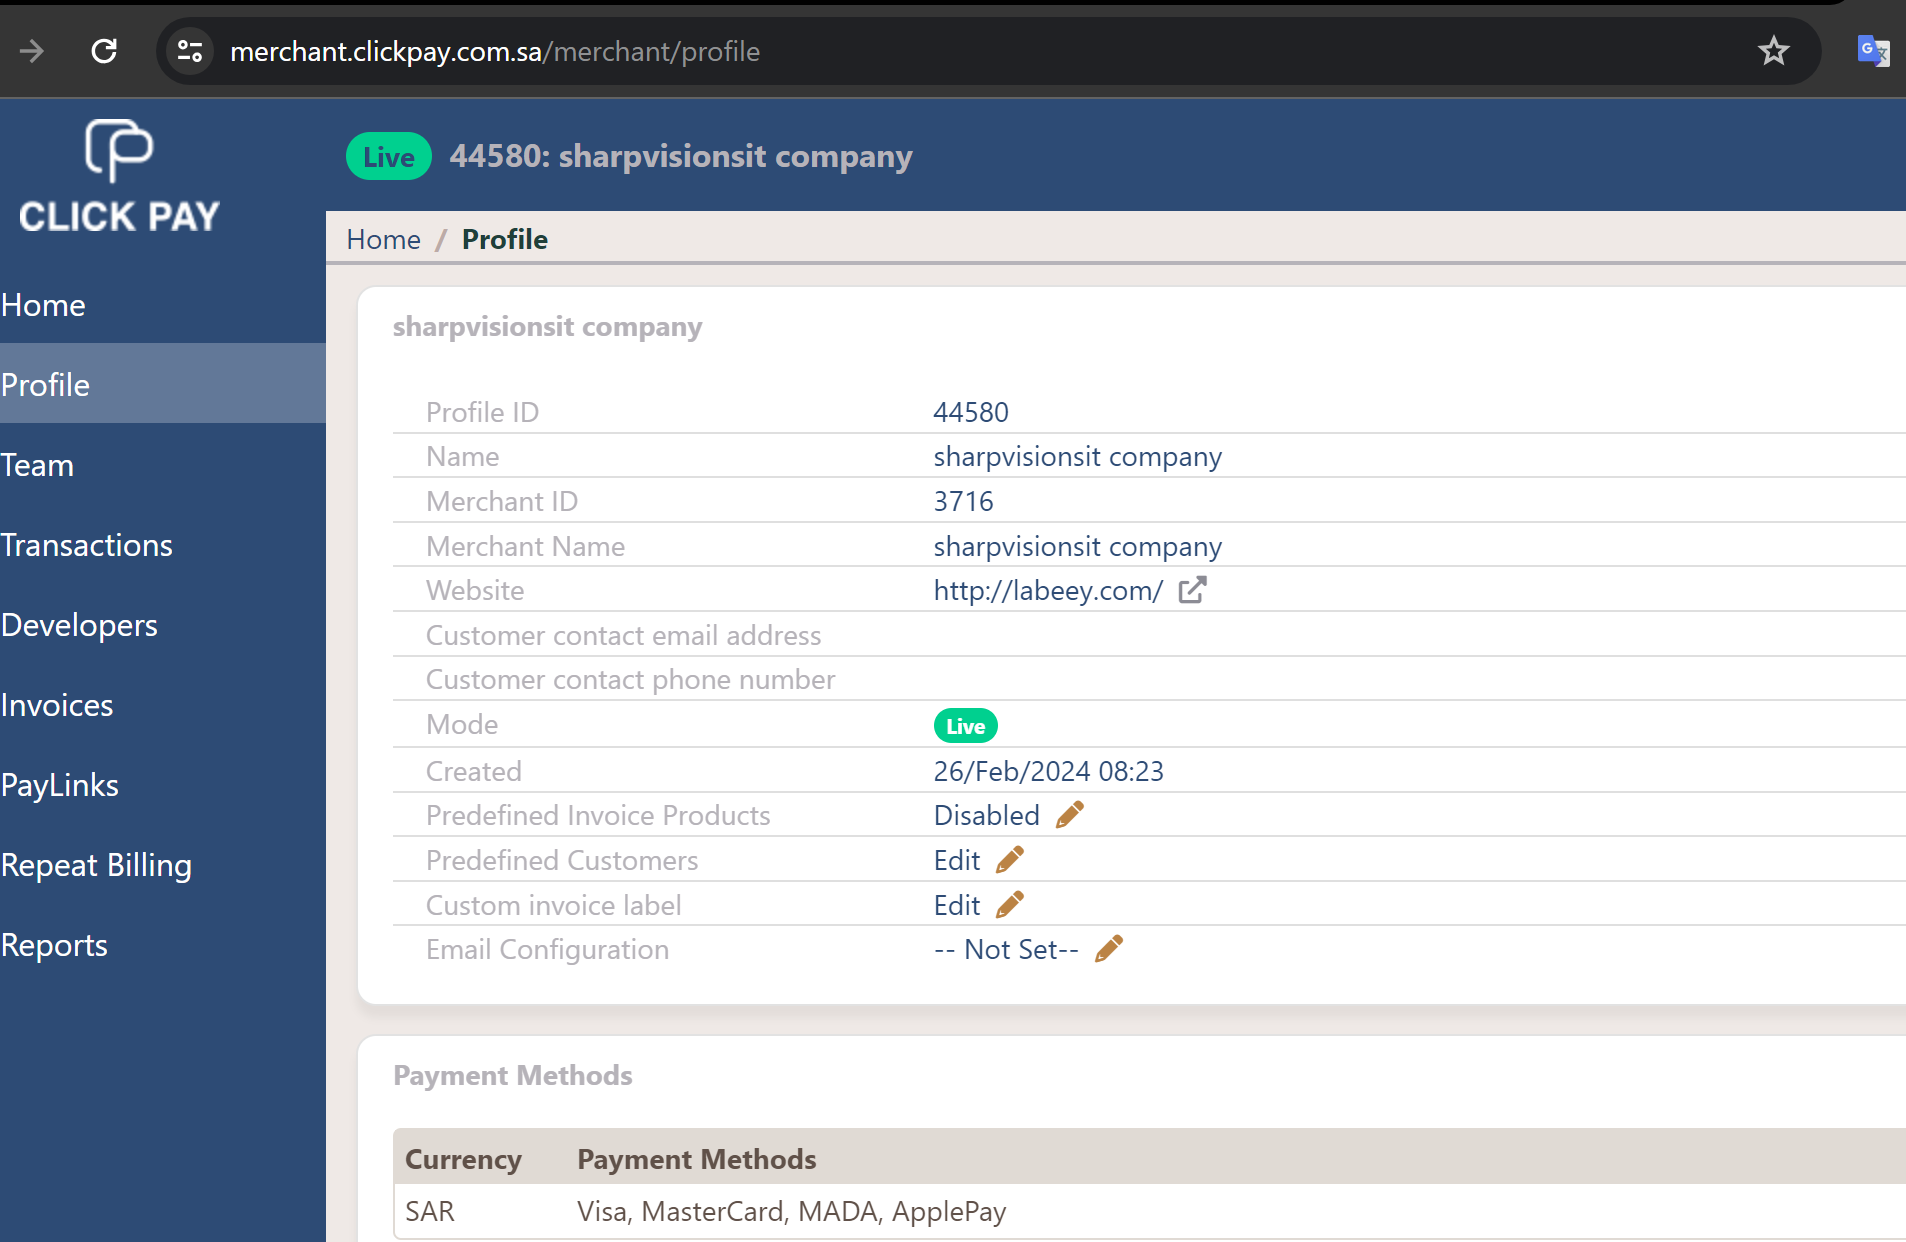 merchant.clickpay.com.sa/merchant/profile
CLICK PAY
Live 44580: sharpvisionsit company
Home / Profile
Home
Profile
Team
Transactions
Developers
Invoices
PayLinks
Repeat Billing
Reports
sharpvisionsit company
Profile ID 44580
Name sharpvisionsit company
Merchant ID 3716
Merchant Name sharpvisionsit company
Website http://labeey.com/
Customer contact email address
Customer contact phone number
Mode Live
Created 26/Feb/2024 08:23
Predefined Invoice Products Disabled
Predefined Customers Edit
Custom invoice label Edit
Email Configuration -- Not Set--
Payment Methods
Currency Payment Methods
SAR Visa, MasterCard, MADA, ApplePay